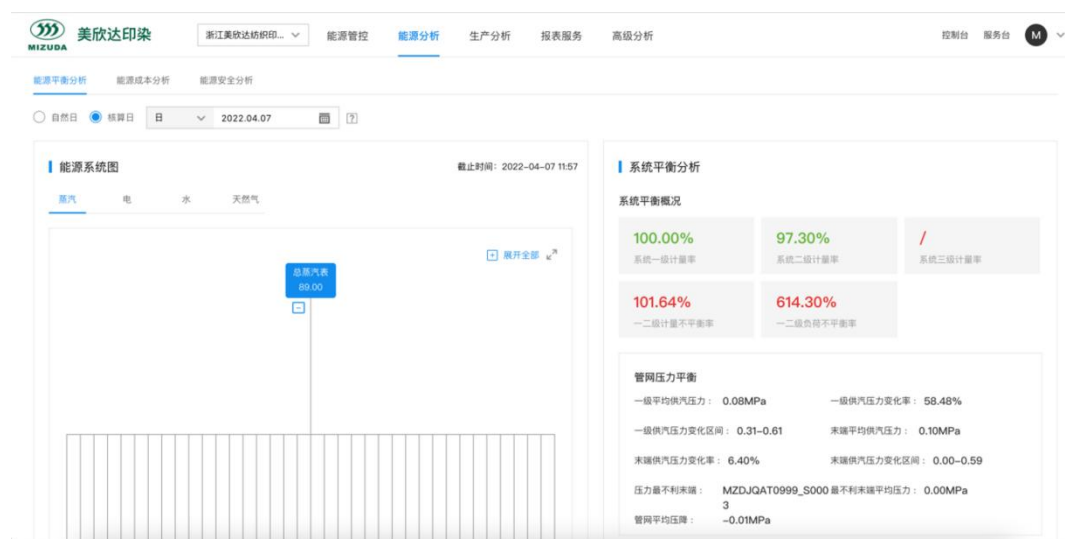 美欣达印染
MIZUDA
浙江美欣达纺织印...
能源管控
能源分析
生产分析
报表服务
高级分析
控制台
服务台
M
能源平衡分析
能源成本分析
能源安全分析
自然日
核算日
日
2022.04.07
?
能源系统图
截止时间：2022-04-07 11:57
蒸汽
电
水
天然气
展开全部
总蒸汽表
89.00
系统平衡分析
系统平衡概况
100.00%
系统一级计量率
97.30%
系统二级计量率
/
系统三级计量率
101.64%
一二级计量不平衡率
614.30%
一二级负荷不平衡率
管网压力平衡
一级平均供汽压力： 0.08MPa
一级供汽压力变化率： 58.48%
一级供汽压力变化区间： 0.31-0.61
末端平均供汽压力： 0.10MPa
末端供汽压力变化率： 6.40%
末端供汽压力变化区间： 0.00-0.59
压力最不利末端： MZDJQAT0999_S000
3
最不利末端平均压力： 0.00MPa
管网平均压降： -0.01MPa